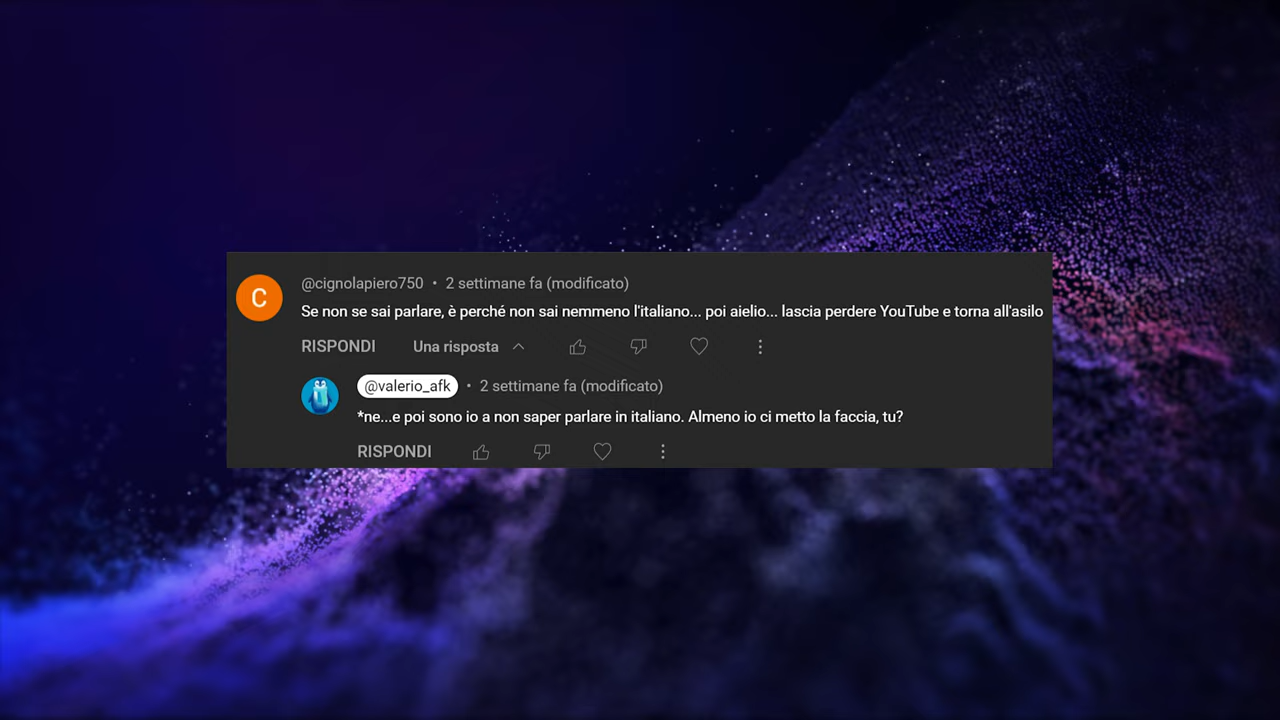 C
@cignolapiero750 • 2 settimane fa (modificato)
Se non se sai parlare, è perché non sai nemmeno l'italiano... poi aielio... lascia perdere YouTube e torna all'asilo
RISPONDI Una risposta
@valerio_afk • 2 settimane fa (modificato)
*ne...e poi sono io a non saper parlare in italiano. Almeno io ci metto la faccia, tu?
RISPONDI